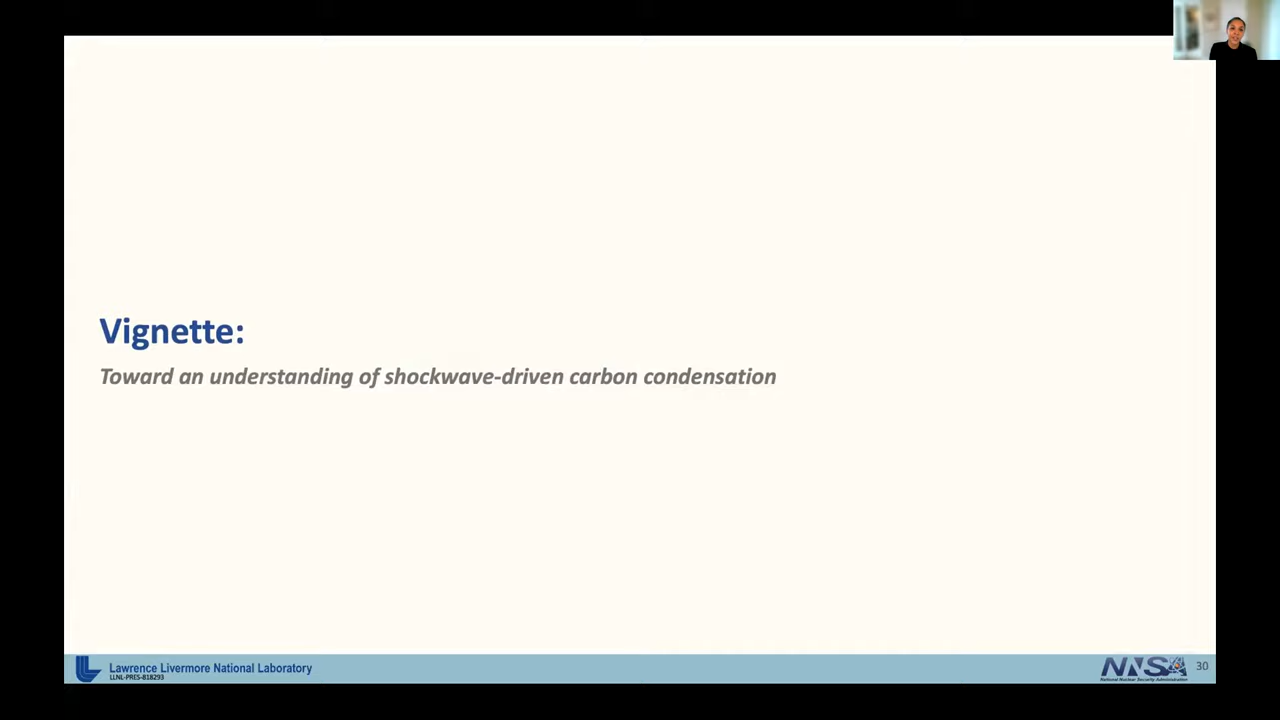 Vignette:
Toward an understanding of shockwave-driven carbon condensation
Lawrence Livermore National Laboratory
LLNL-PRES-818293
NNSA
National Nuclear Security Administration
30